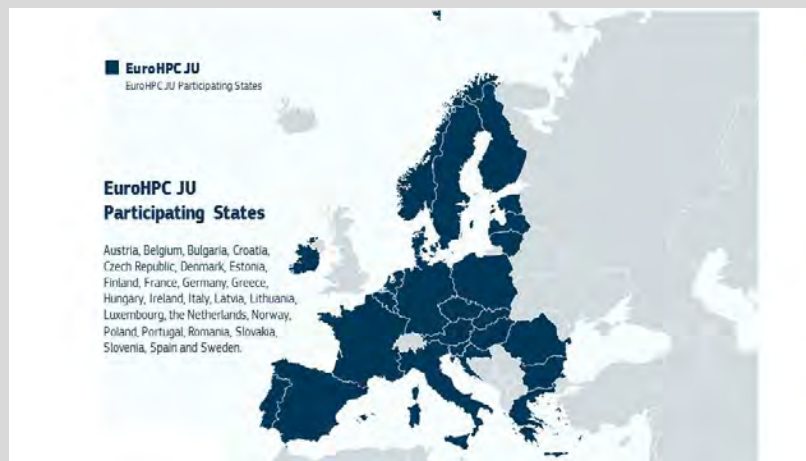 EuroHPC JU
EuroHPC JU Participating States
EuroHPC JU
Participating States
Austria, Belgium, Bulgaria, Croatia,
Czech Republic, Denmark, Estonia,
Finland, France, Germany, Greece,
Hungary, Ireland, Italy, Latvia, Lithuania,
Luxembourg, the Netherlands, Norway,
Poland, Portugal, Romania, Slovakia,
Slovenia, Spain and Sweden.